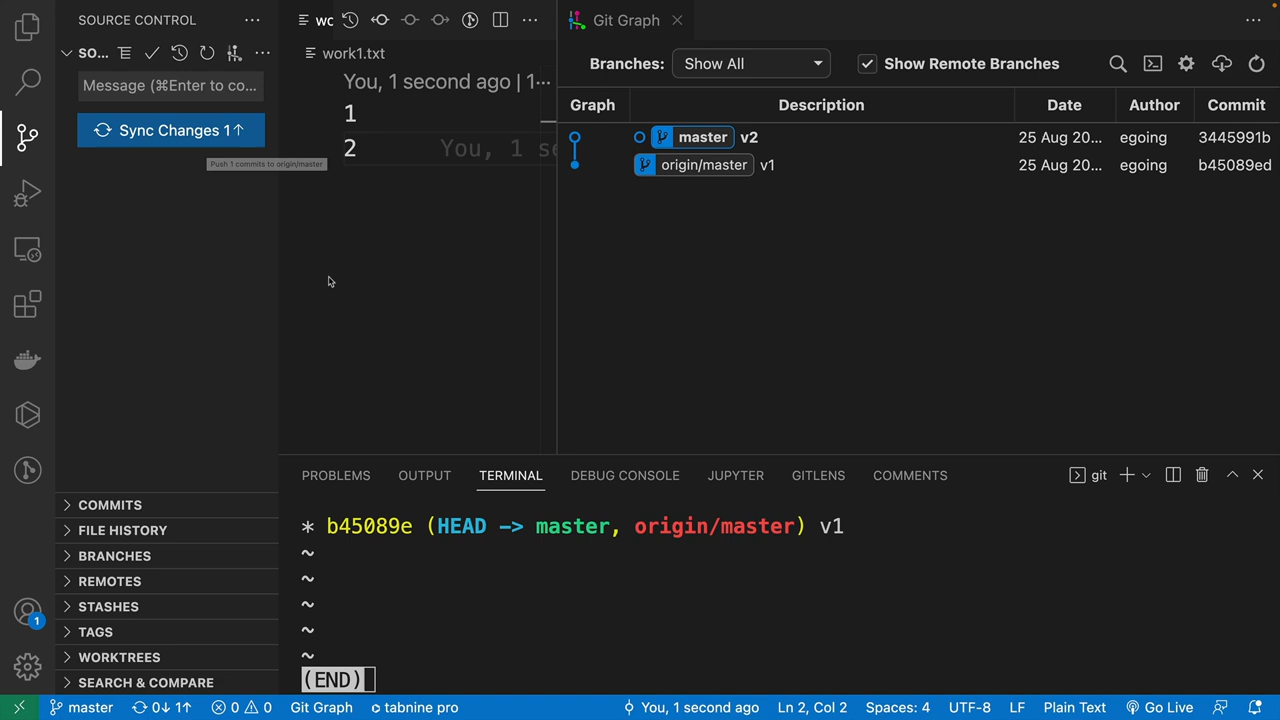 SOURCE CONTROL
SO...
Message (⌘Enter to co...
Sync Changes 1↑
Push 1 commits to origin/master
COMMITS
FILE HISTORY
BRANCHES
REMOTES
STASHES
TAGS
WORKTREES
SEARCH & COMPARE
1
wo
work1.txt
You, 1 second ago | 1...
1
2 You, 1 se
Git Graph
Branches: Show All Show Remote Branches
Graph Description Date Author Commit
master v2 25 Aug 20... egoing 3445991b
origin/master v1 25 Aug 20... egoing b45089ed
PROBLEMS OUTPUT TERMINAL DEBUG CONSOLE JUPYTER GITLENS COMMENTS git
* b45089e (HEAD -> master, origin/master) v1
~
~
~
~
~
(END)
master 0↓ 1↑ 0 0 Git Graph tabnine pro You, 1 second ago Ln 2, Col 2 Spaces: 4 UTF-8 LF Plain Text Go Live